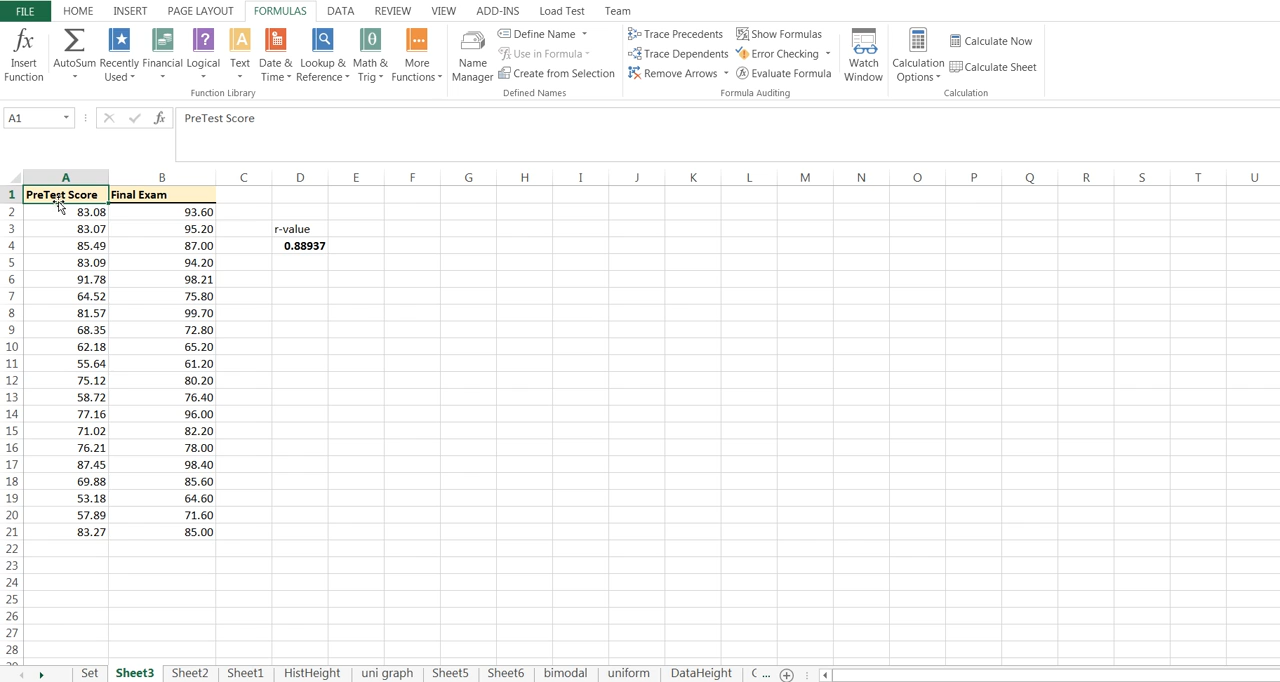 FILE HOME INSERT PAGE LAYOUT FORMULAS DATA REVIEW VIEW ADD-INS Load Test Team
fx Insert Function
Σ AutoSum
Recently Used
Financial
? Logical
A Text
Date & Time
Lookup & Reference
θ Math & Trig
More Functions
Function Library
Name Manager
Define Name
Use in Formula
Create from Selection
Defined Names
Trace Precedents
Trace Dependents
Remove Arrows
Show Formulas
Error Checking
Evaluate Formula
Formula Auditing
Watch Window
Calculation Options
Calculate Now
Calculate Sheet
Calculation
A1 fx PreTest Score
A B C D E F G H I J K L M N O P Q R S T U
1 PreTest Score Final Exam
2 83.08 93.60
3 83.07 95.20 r-value
4 85.49 87.00 0.88937
5 83.09 94.20
6 91.78 98.21
7 64.52 75.80
8 81.57 99.70
9 68.35 72.80
10 62.18 65.20
11 55.64 61.20
12 75.12 80.20
13 58.72 76.40
14 77.16 96.00
15 71.02 82.20
16 76.21 78.00
17 87.45 98.40
18 69.88 85.60
19 53.18 64.60
20 57.89 71.60
21 83.27 85.00
22
23
24
25
26
27
28
Set Sheet3 Sheet2 Sheet1 HistHeight uni graph Sheet5 Sheet6 bimodal uniform DataHeight ...